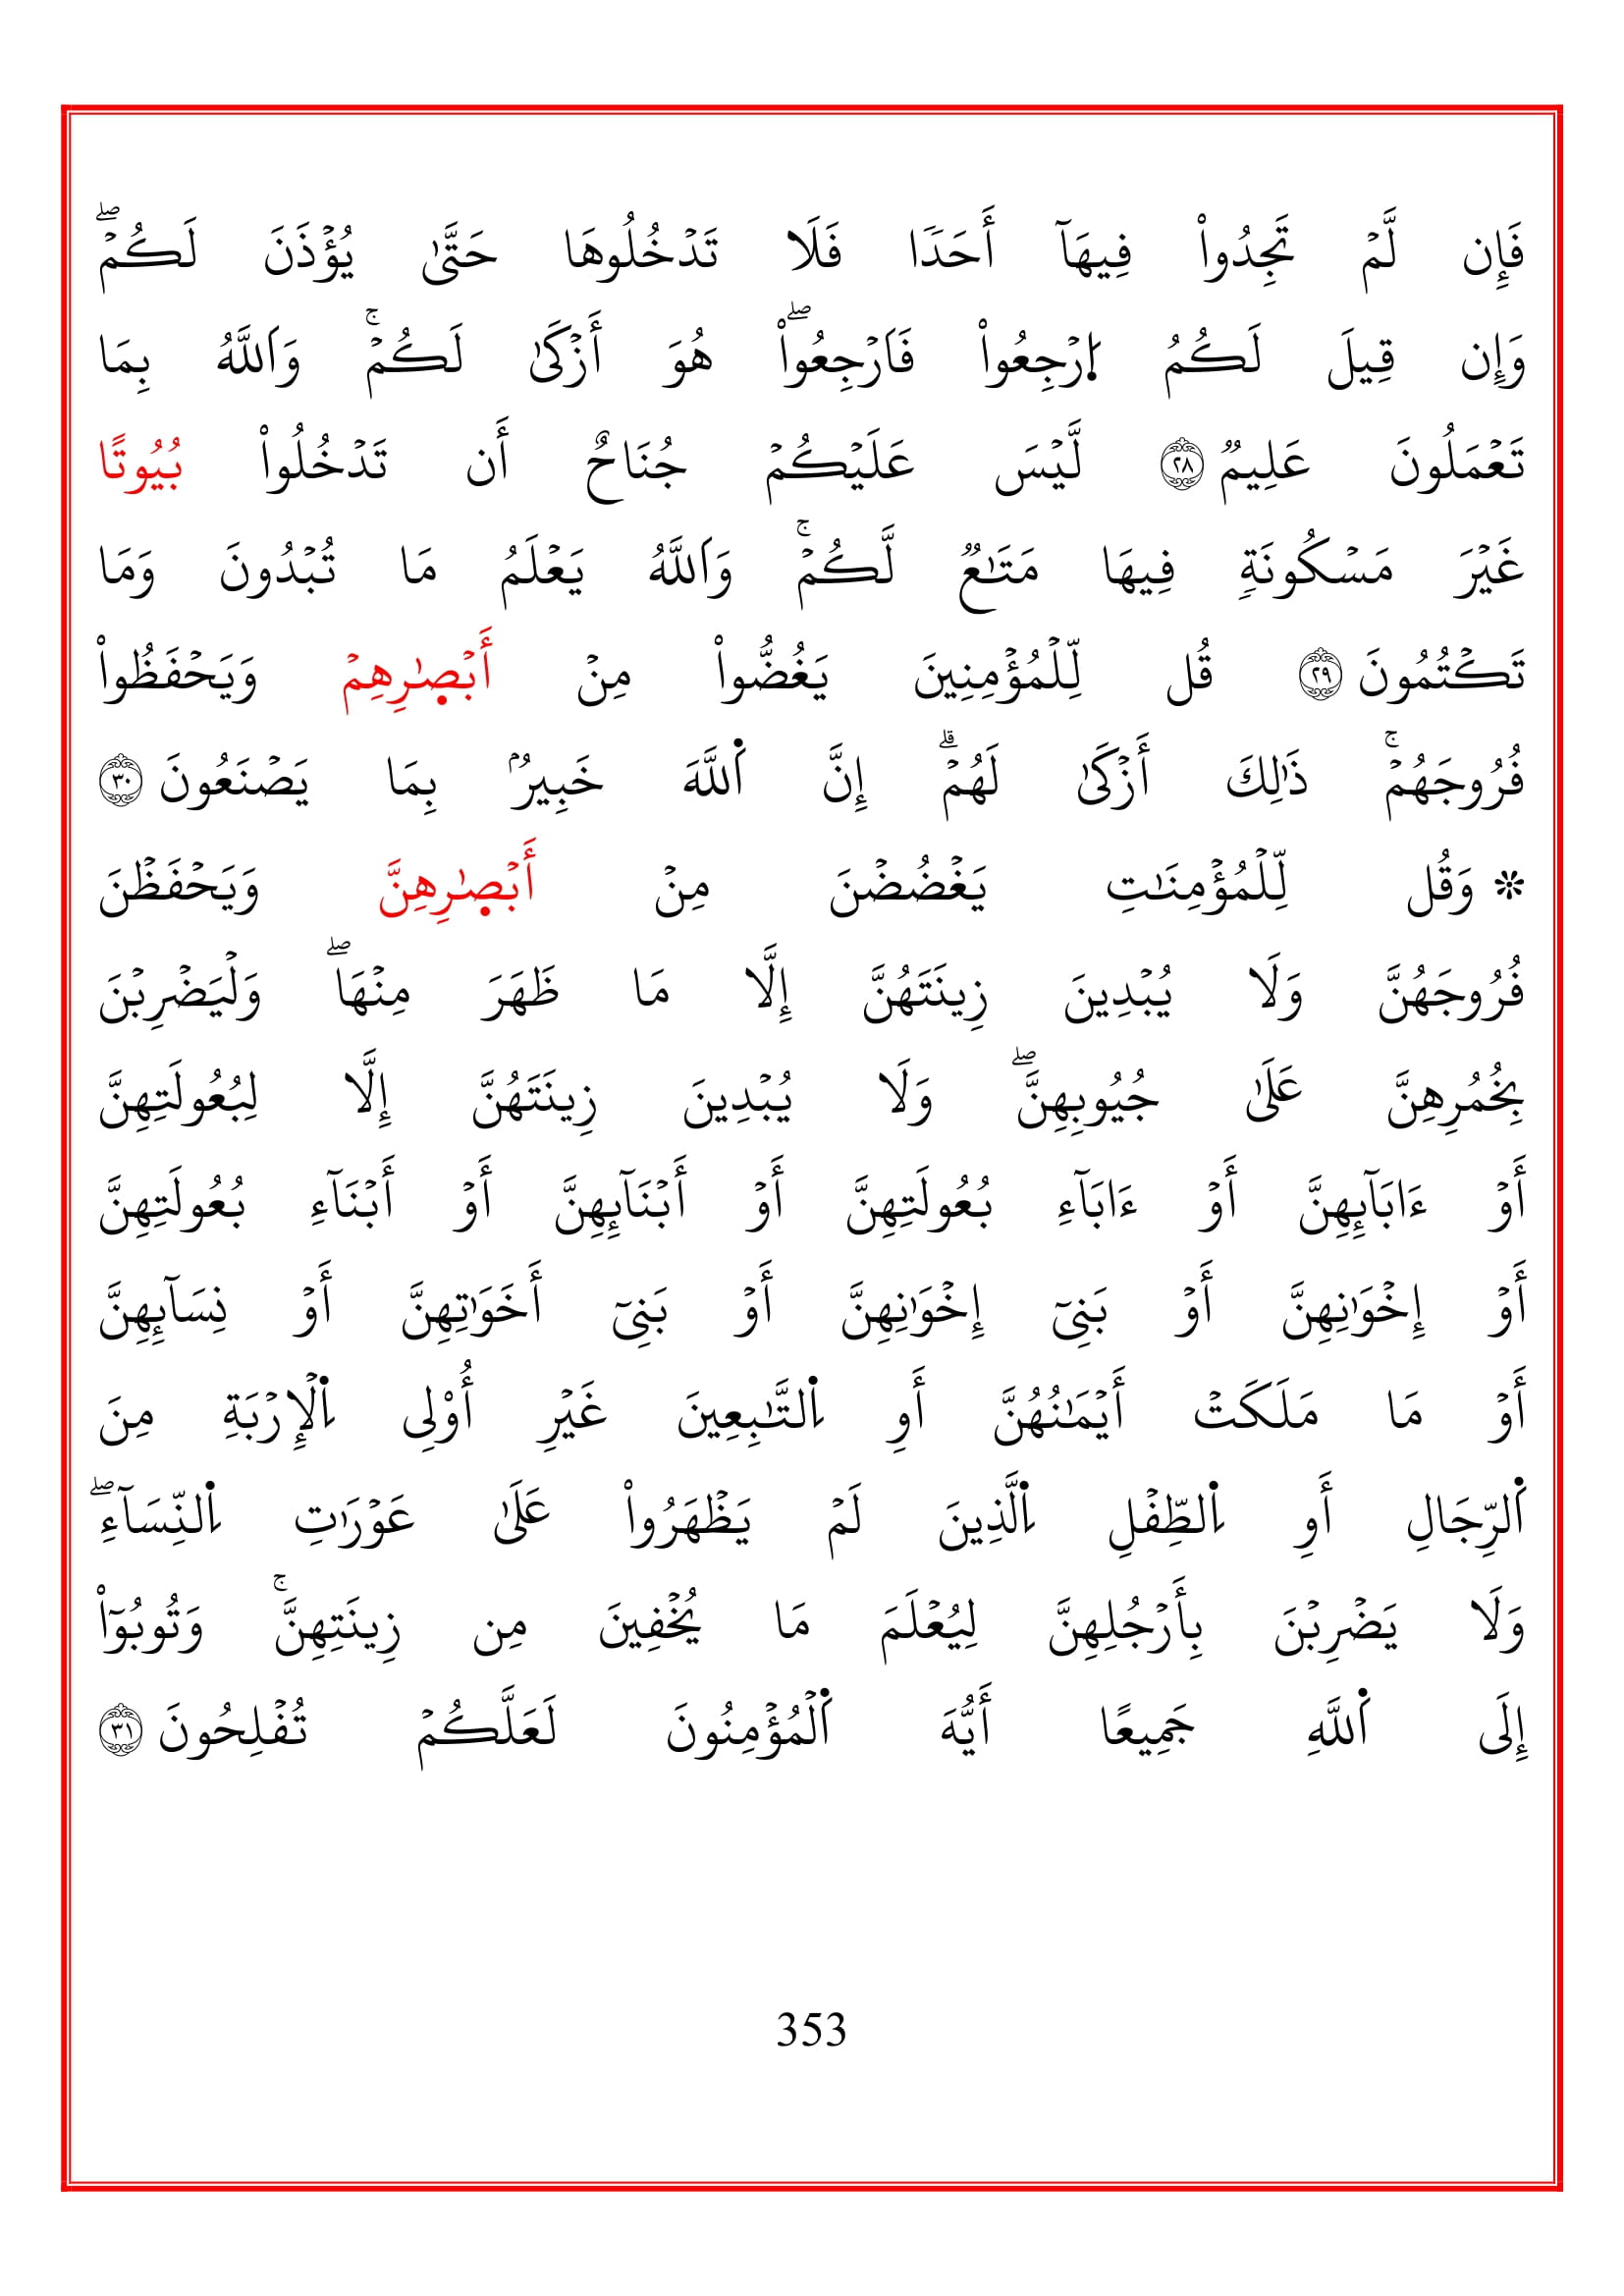 فَإِن لَّمۡ تَجِدُواْ فِيهَآ أَحَدٗا فَلَا تَدۡخُلُوهَا حَتَّىٰ يُؤۡذَنَ لَكُمۡۖ
وَإِن قِيلَ لَكُمُ ٱرۡجِعُواْ فَٱرۡجِعُواْۖ هُوَ أَزۡكَىٰ لَكُمۡۚ وَٱللَّهُ بِمَا
تَعۡمَلُونَ عَلِيمٞ ٢٨ لَّيۡسَ عَلَيۡكُمۡ جُنَاحٌ أَن تَدۡخُلُواْ بُيُوتًا
غَيۡرَ مَسۡكُونَةٖ فِيهَا مَتَٰعٞ لَّكُمۡۚ وَٱللَّهُ يَعۡلَمُ مَا تُبۡدُونَ وَمَا
تَكۡتُمُونَ ٢٩ قُل لِّلۡمُؤۡمِنِينَ يَغُضُّواْ مِنۡ أَبۡصَٰرِهِمۡ وَيَحۡفَظُواْ
فُرُوجَهُمۡۚ ذَٰلِكَ أَزۡكَىٰ لَهُمۡۗ إِنَّ ٱللَّهَ خَبِيرُۢ بِمَا يَصۡنَعُونَ ٣٠
۞ وَقُل لِّلۡمُؤۡمِنَٰتِ يَغۡضُضۡنَ مِنۡ أَبۡصَٰرِهِنَّ وَيَحۡفَظۡنَ
فُرُوجَهُنَّ وَلَا يُبۡدِينَ زِينَتَهُنَّ إِلَّا مَا ظَهَرَ مِنۡهَاۖ وَلۡيَضۡرِبۡنَ
بِخُمُرِهِنَّ عَلَىٰ جُيُوبِهِنَّۖ وَلَا يُبۡدِينَ زِينَتَهُنَّ إِلَّا لِبُعُولَتِهِنَّ
أَوۡ ءَابَآئِهِنَّ أَوۡ ءَابَآءِ بُعُولَتِهِنَّ أَوۡ أَبۡنَآئِهِنَّ أَوۡ أَبۡنَآءِ بُعُولَتِهِنَّ
أَوۡ إِخۡوَٰنِهِنَّ أَوۡ بَنِيٓ إِخۡوَٰنِهِنَّ أَوۡ بَنِيٓ أَخَوَٰتِهِنَّ أَوۡ نِسَآئِهِنَّ
أَوۡ مَا مَلَكَتۡ أَيۡمَٰنُهُنَّ أَوِ ٱلتَّٰبِعِينَ غَيۡرِ أُوْلِي ٱلۡإِرۡبَةِ مِنَ
ٱلرِّجَالِ أَوِ ٱلطِّفۡلِ ٱلَّذِينَ لَمۡ يَظۡهَرُواْ عَلَىٰ عَوۡرَٰتِ ٱلنِّسَآءِۖ
وَلَا يَضۡرِبۡنَ بِأَرۡجُلِهِنَّ لِيُعۡلَمَ مَا يُخۡفِينَ مِن زِينَتِهِنَّۚ وَتُوبُوٓاْ
إِلَى ٱللَّهِ جَمِيعًا أَيُّهَ ٱلۡمُؤۡمِنُونَ لَعَلَّكُمۡ تُفۡلِحُونَ ٣١
353